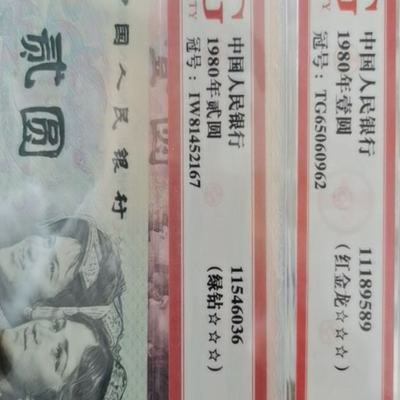 中国人民银行
1980年壹圆
冠号:TG65060962
11189589
(红金龙☆☆☆)
G
TY
中国人民银行
1980年贰圆
冠号:IW81452167
11546036
(绿钻☆☆☆)
中国人民银行
贰圆